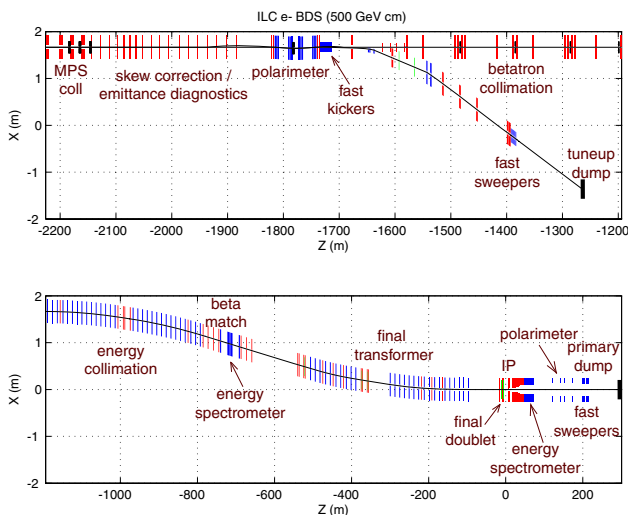 ILC e- BDS (500 GeV cm)
2
1
0
-1
-2
X (m)
MPS
coll
skew correction /
emittance diagnostics
polarimeter
fast
kickers
betatron
collimation
fast
sweepers
tuneup
dump
-2200 -2100 -2000 -1900 -1800 -1700 -1600 -1500 -1400 -1300 -1200
Z (m)
2
1
0
1
2
X (m)
energy
collimation
beta
match
energy
spectrometer
final
transformer
IP
final
doublet
polarimeter
primary
dump
fast
sweepers
energy
spectrometer
-1000 -800 -600 -400 -200 0 200
Z (m)